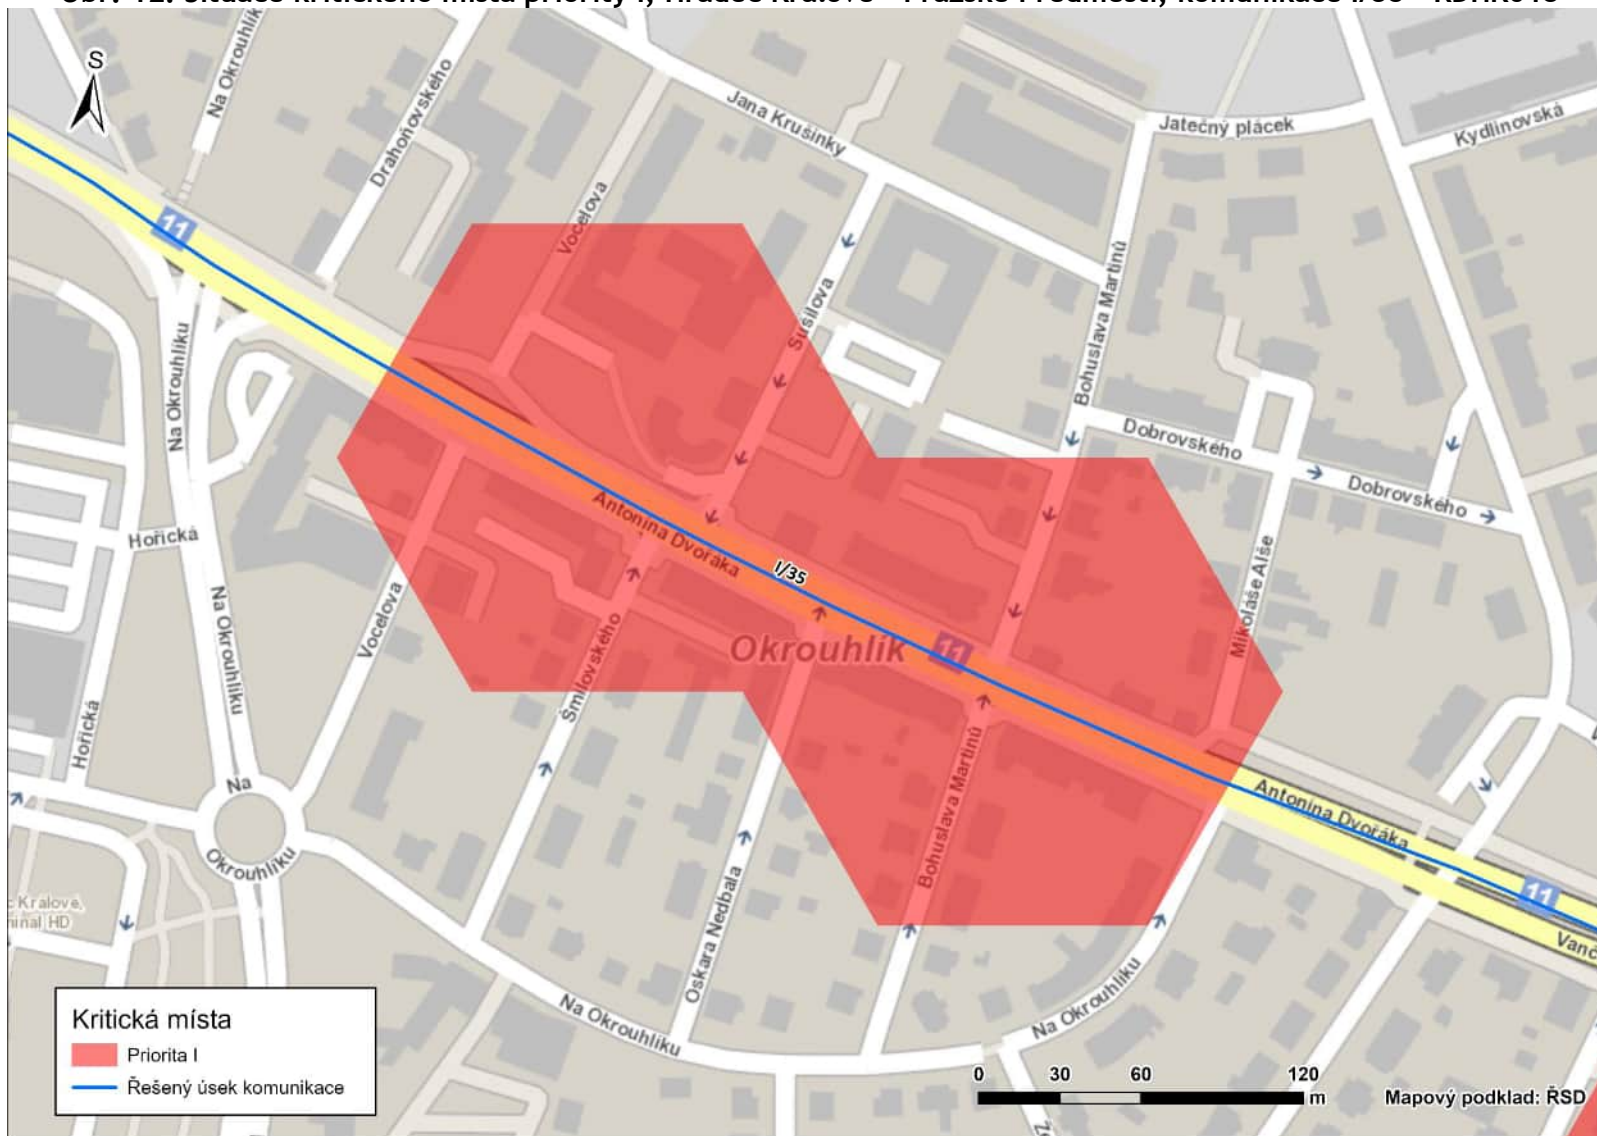 S
Na Okrouhlík
Drahoňovského
Jana Krušinky
Jatečný plácek
Kydlinovská
Vocelova
Sušilova
Bohuslava Martinů
11
Na Okrouhlíku
Dobrovského
Dobrovského
Mikoláše Alše
Hořická
Antonína Dvořáka
I/35
Okrouhlík
11
Vocelova
Šmilovského
Na Okrouhlíku
Hořická
Bohuslava Martinů
Antonína Dvořáka
Na
Okrouhlíku
Oskara Nedbala
11
Králové,
HD
Na Okrouhlíku
Na Okrouhlíku
Kritická místa
Priorita I
Řešený úsek komunikace
0 30 60 120
m
Mapový podklad: ŘSD